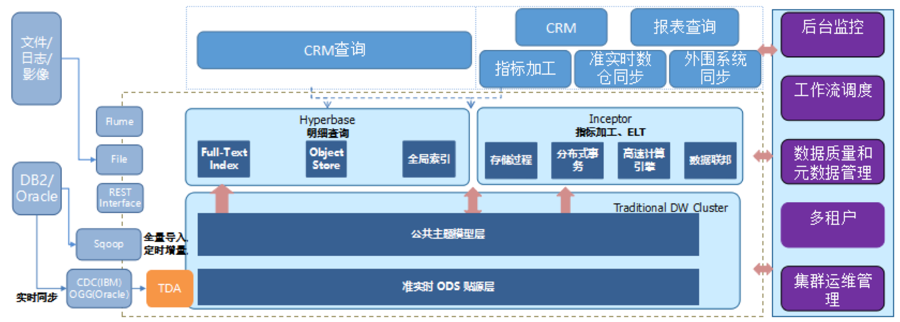 文件/
日志/
影像
DB2/
Oracle
实时同步
Flume
File
REST
Interface
Sqoop
全量导入,
定时增量,
CDC(IBM)
OGG(Oracle)
TDA
CRM查询
CRM
报表查询
指标加工
准实时数
仓同步
外围系统
同步
Hyperbase
明细查询
Full-Text
Index
Object
Store
全局索引
Inceptor
指标加工、ELT
存储过程
分布式事
务
高速计算
引擎
数据联邦
Traditional DW Cluster
公共主题模型层
准实时 ODS 贴源层
后台监控
工作流调度
数据质量和
元数据管理
多租户
集群运维管
理